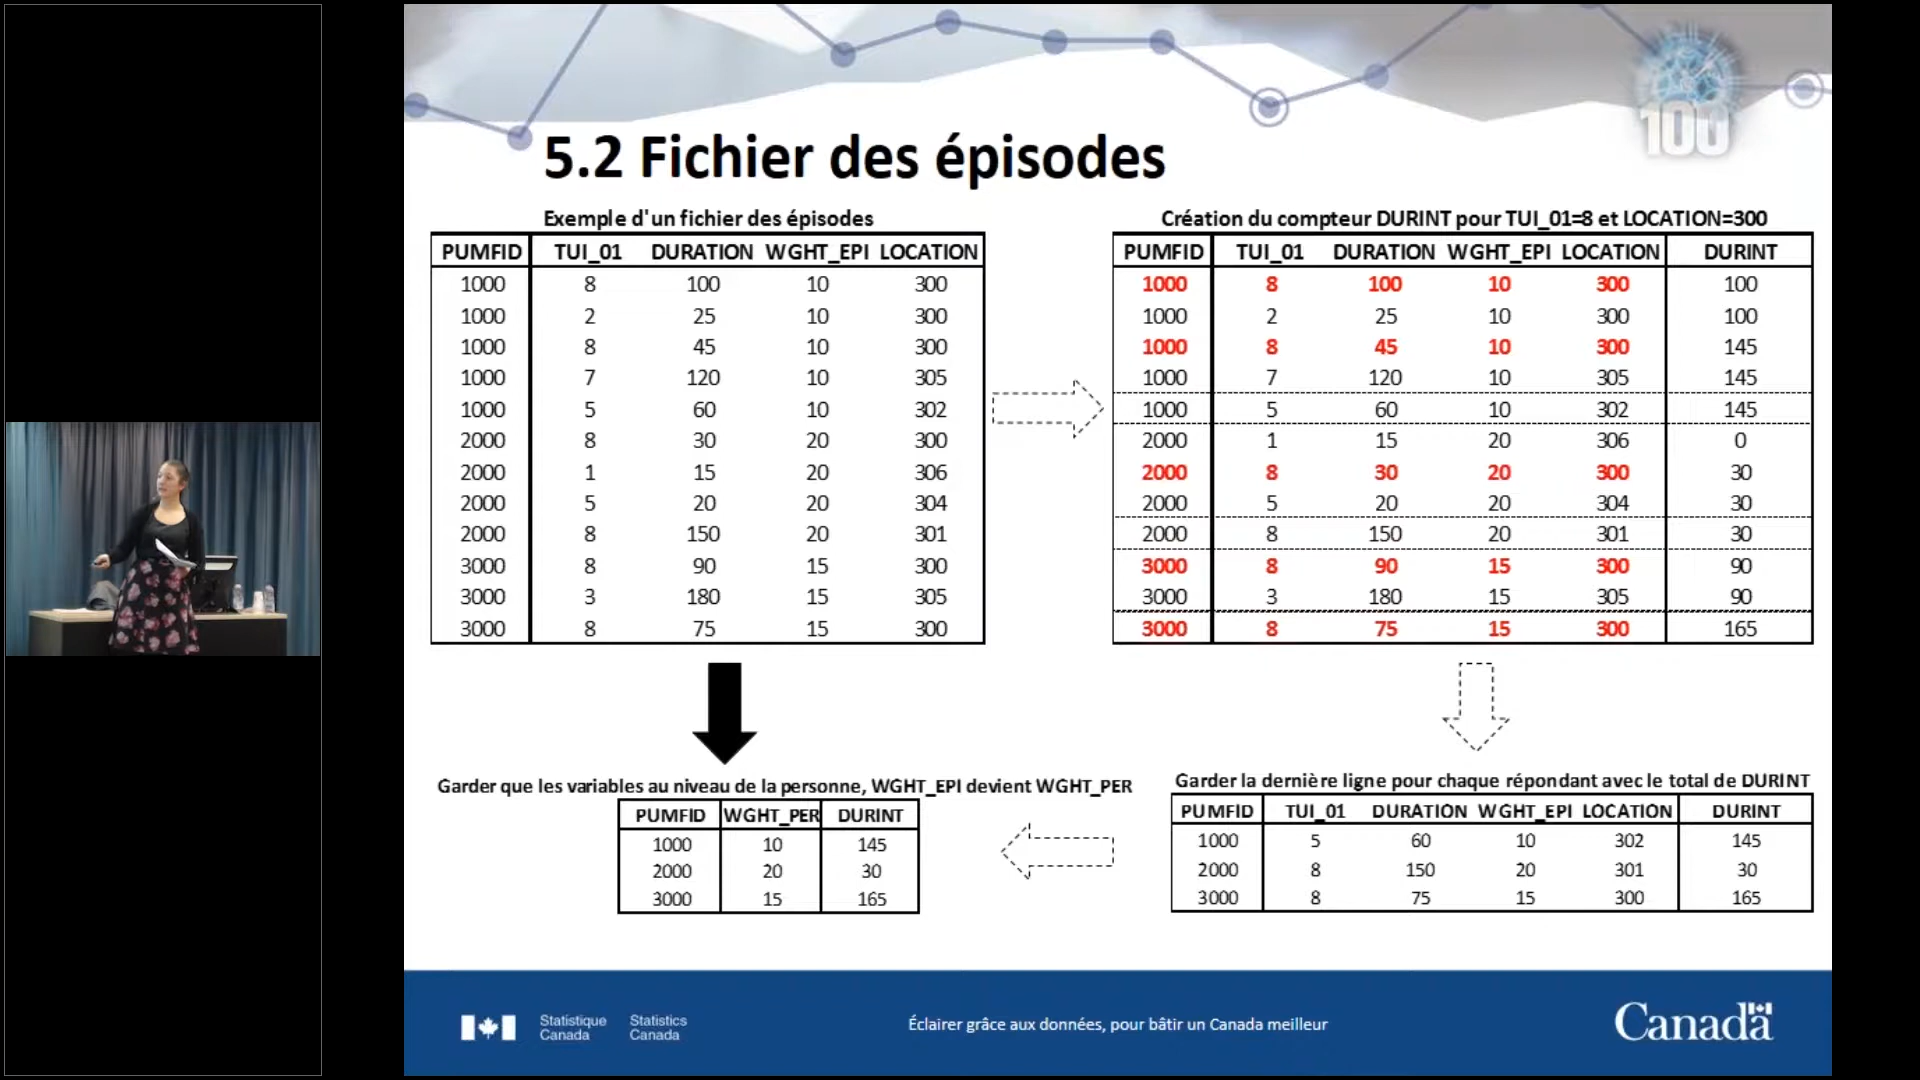 100
5.2 Fichier des épisodes
Exemple d'un fichier des épisodes
PUMFID TUI_01 DURATION WGHT_EPI LOCATION
1000 8 100 10 300
1000 2 25 10 300
1000 8 45 10 300
1000 7 120 10 305
1000 5 60 10 302
2000 8 30 20 300
2000 1 15 20 306
2000 5 20 20 304
2000 8 150 20 301
3000 8 90 15 300
3000 3 180 15 305
3000 8 75 15 300
Création du compteur DURINT pour TUI_01=8 et LOCATION=300
PUMFID TUI_01 DURATION WGHT_EPI LOCATION DURINT
1000 8 100 10 300 100
1000 2 25 10 300 100
1000 8 45 10 300 145
1000 7 120 10 305 145
1000 5 60 10 302 145
2000 1 15 20 306 0
2000 8 30 20 300 30
2000 5 20 20 304 30
2000 8 150 20 301 30
3000 8 90 15 300 90
3000 3 180 15 305 90
3000 8 75 15 300 165
Garder la dernière ligne pour chaque répondant avec le total de DURINT
PUMFID TUI_01 DURATION WGHT_EPI LOCATION DURINT
1000 5 60 10 302 145
2000 8 150 20 301 30
3000 8 75 15 300 165
Garder que les variables au niveau de la personne, WGHT_EPI devient WGHT_PER
PUMFID WGHT_PER DURINT
1000 10 145
2000 20 30
3000 15 165
Statistique Statistics
Canada Canada
Éclairer grâce aux données, pour bâtir un Canada meilleur
Canada